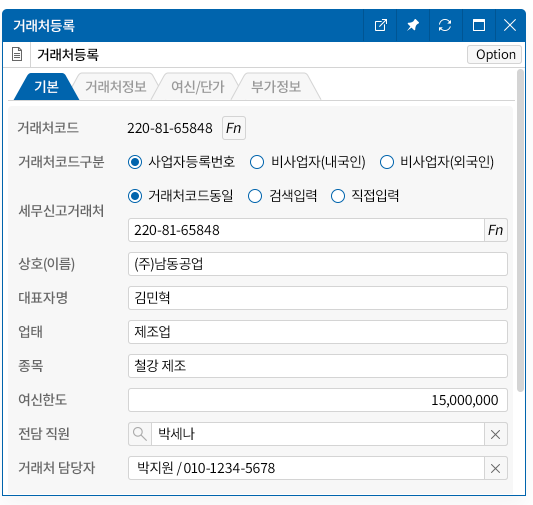 거래처등록
거래처등록 Option
기본 거래처정보 여신/단가 부가정보
거래처코드 220-81-65848 Fn
거래처코드구분 사업자등록번호 비사업자(내국인) 비사업자(외국인)
세무신고거래처 거래처코드동일 검색입력 직접입력
220-81-65848 Fn
상호(이름) (주)남동공업
대표자명 김민혁
업태 제조업
종목 철강 제조
여신한도 15,000,000
전담 직원 박세나
거래처 담당자 박지원 / 010-1234-5678